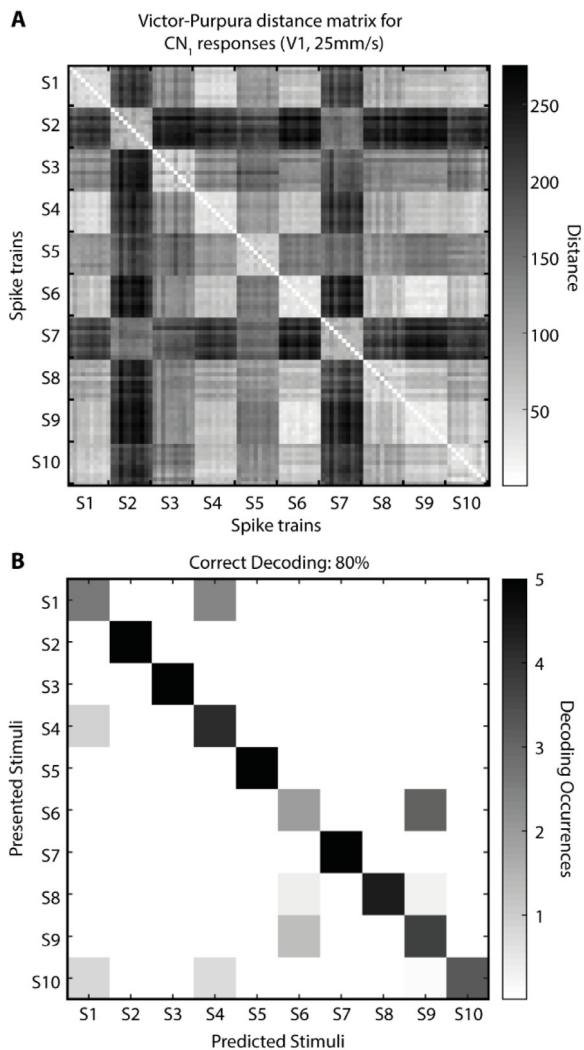 A
Victor-Purpura distance matrix for
CN1 responses (V1, 25mm/s)
S1
S2
S3
S4
S5
S6
S7
S8
S9
S10
Spike trains
S1 S2 S3 S4 S5 S6 S7 S8 S9 S10
Spike trains
250
200
150
100
50
Distance
B
Correct Decoding: 80%
S1
S2
S3
S4
S5
S6
S7
S8
S9
S10
Presented Stimuli
S1 S2 S3 S4 S5 S6 S7 S8 S9 S10
Predicted Stimuli
5
4
3
2
1
Decoding Occurrences